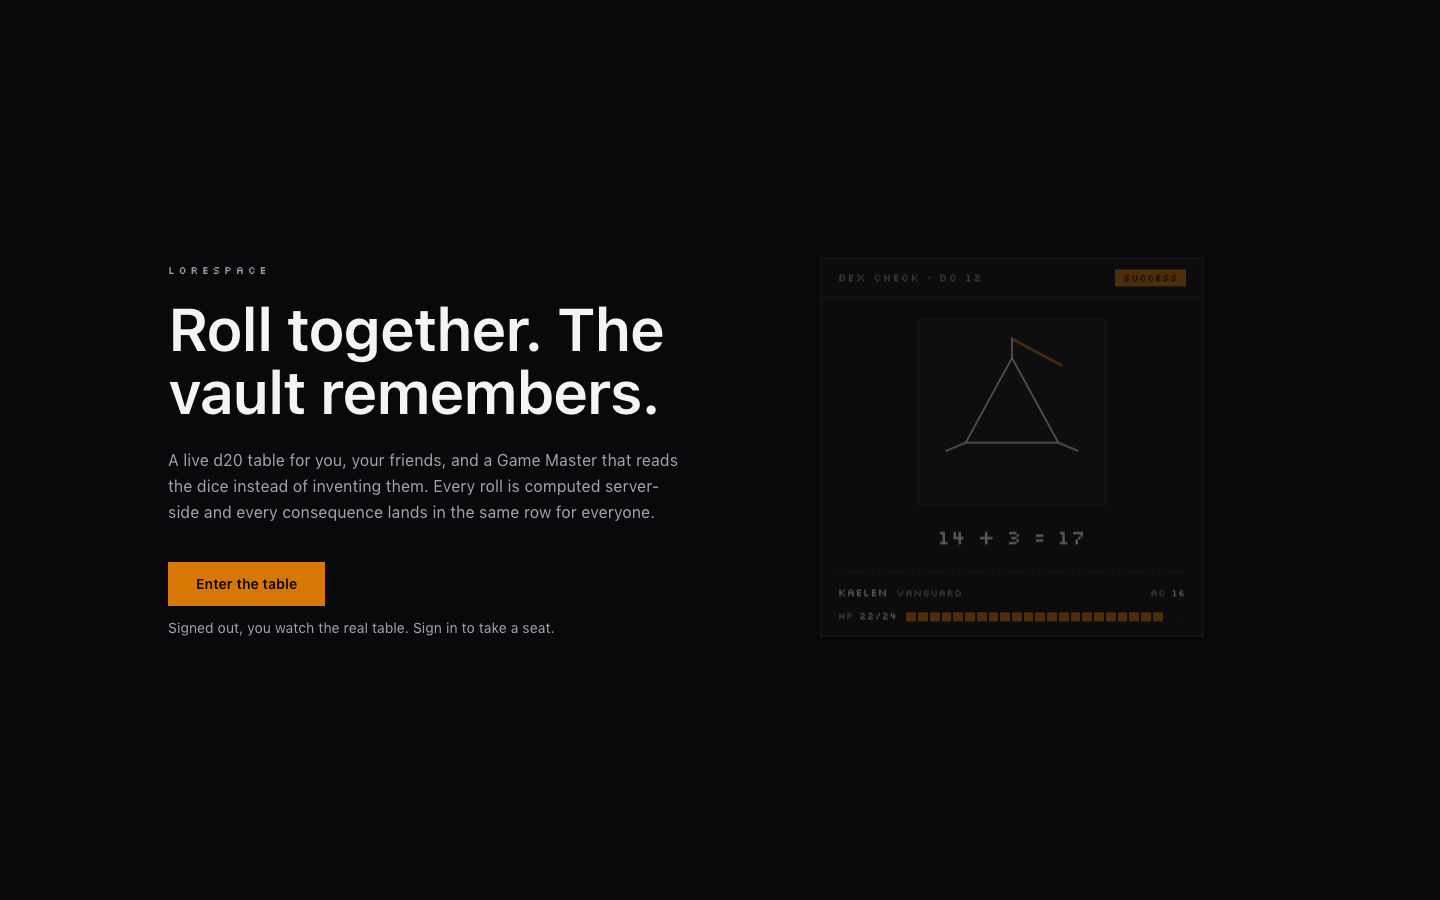 LORESPACE
Roll together. The
vault remembers.
A live d20 table for you, your friends, and a Game Master that reads
the dice instead of inventing them. Every roll is computed server-
side and every consequence lands in the same row for everyone.
Enter the table
Signed out, you watch the real table. Sign in to take a seat.
DEX CHECK · DC 12
SUCCESS
14 + 3 = 17
KAELEN VANGUARD
AC 16
HP 22/24